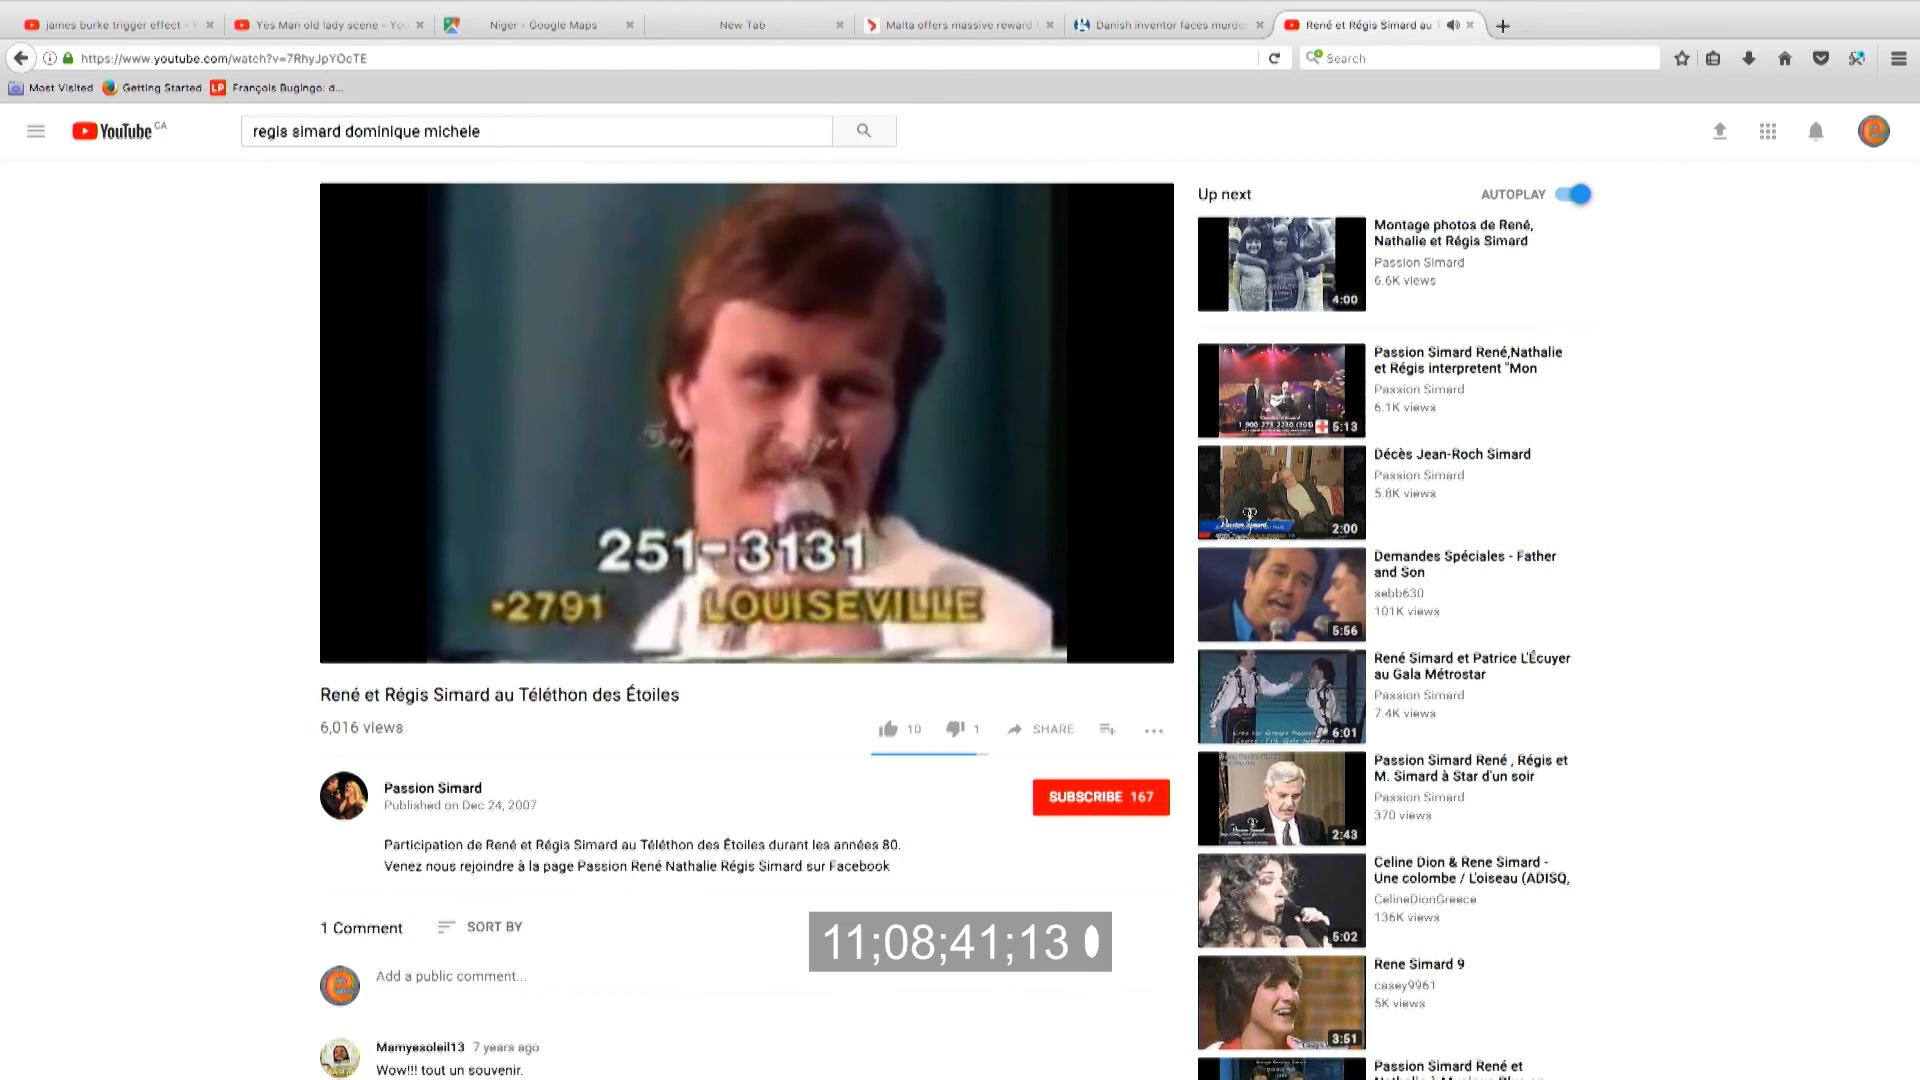 james burke trigger effect - Y
Yes Man old lady scene - You
Niger - Google Maps
New Tab
Malta offers massive reward
Danish inventor faces murde
René et Régis Simard au T
https://www.youtube.com/watch?v=7RhyJpYOcTE
Search
Most Visited
Getting Started
LP
François Bugingo: d...
YouTube CA
regis simard dominique michele
251-3131
-2791 LOUISEVILLE
René et Régis Simard au Téléthon des Étoiles
6,016 views
10
1
SHARE
Passion Simard
Published on Dec 24, 2007
SUBSCRIBE 167
Participation de René et Régis Simard au Téléthon des Étoiles durant les années 80.
Venez nous rejoindre à la page Passion René Nathalie Régis Simard sur Facebook
1 Comment
SORT BY
11;08;41;13
Add a public comment...
Mamyesoleil13 7 years ago
Wow!!! tout un souvenir.
Up next
AUTOPLAY
Montage photos de René,
Nathalie et Régis Simard
Passion Simard
6.6K views
4:00
Passion Simard René,Nathalie
et Régis interpretent "Mon
Passion Simard
6.1K views
1 900 273 2230 (30$)
5:13
Décès Jean-Roch Simard
Passion Simard
5.8K views
2:00
Demandes Spéciales - Father
and Son
sebb630
101K views
5:56
René Simard et Patrice L'Écuyer
au Gala Métrostar
Passion Simard
7.4K views
6:01
Passion Simard René , Régis et
M. Simard à Star d'un soir
Passion Simard
370 views
2:43
Celine Dion & Rene Simard -
Une colombe / L'oiseau (ADISQ,
CelineDionGreece
136K views
5:02
Rene Simard 9
casey9961
5K views
3:51
Passion Simard René et